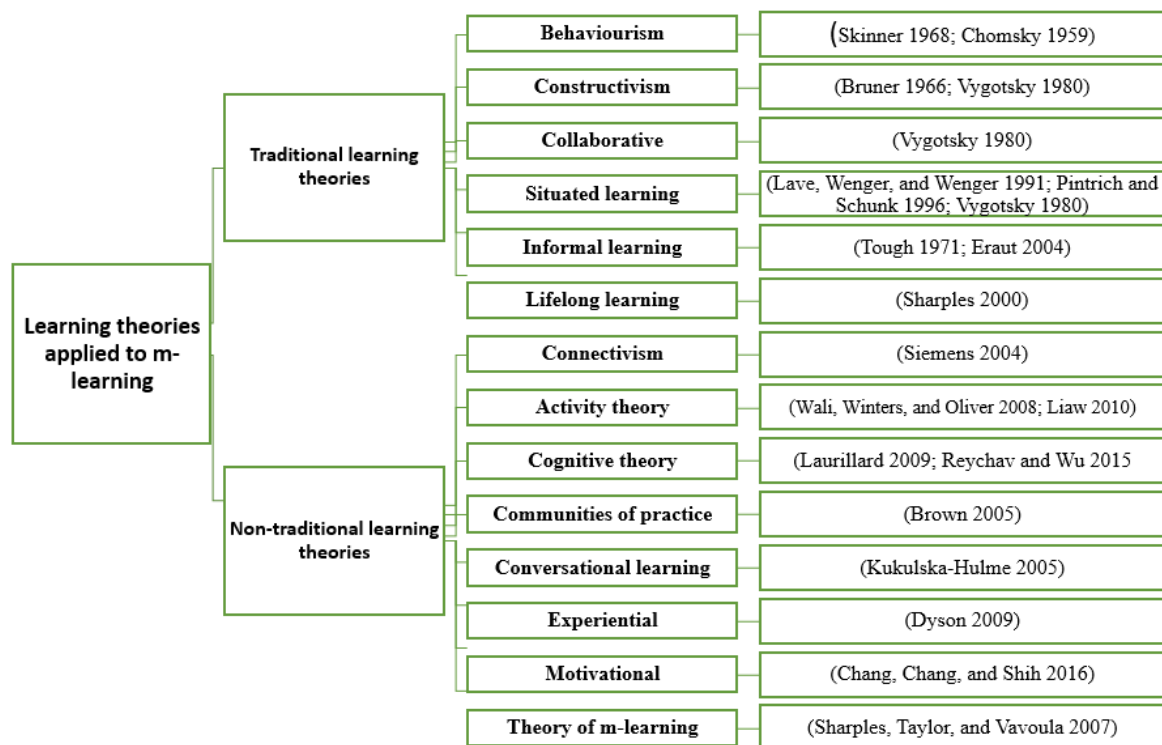 Learning theories
applied to m-
learning
Traditional learning
theories
Behaviourism
(Skinner 1968; Chomsky 1959)
Constructivism
(Bruner 1966; Vygotsky 1980)
Collaborative
(Vygotsky 1980)
Situated learning
(Lave, Wenger, and Wenger 1991; Pintrich and
Schunk 1996; Vygotsky 1980)
Informal learning
(Tough 1971; Eraut 2004)
Lifelong learning
(Sharples 2000)
Non-traditional learning
theories
Connectivism
(Siemens 2004)
Activity theory
(Wali, Winters, and Oliver 2008; Liaw 2010)
Cognitive theory
(Laurillard 2009; Reychav and Wu 2015
Communities of practice
(Brown 2005)
Conversational learning
(Kukulska-Hulme 2005)
Experiential
(Dyson 2009)
Motivational
(Chang, Chang, and Shih 2016)
Theory of m-learning
(Sharples, Taylor, and Vavoula 2007)